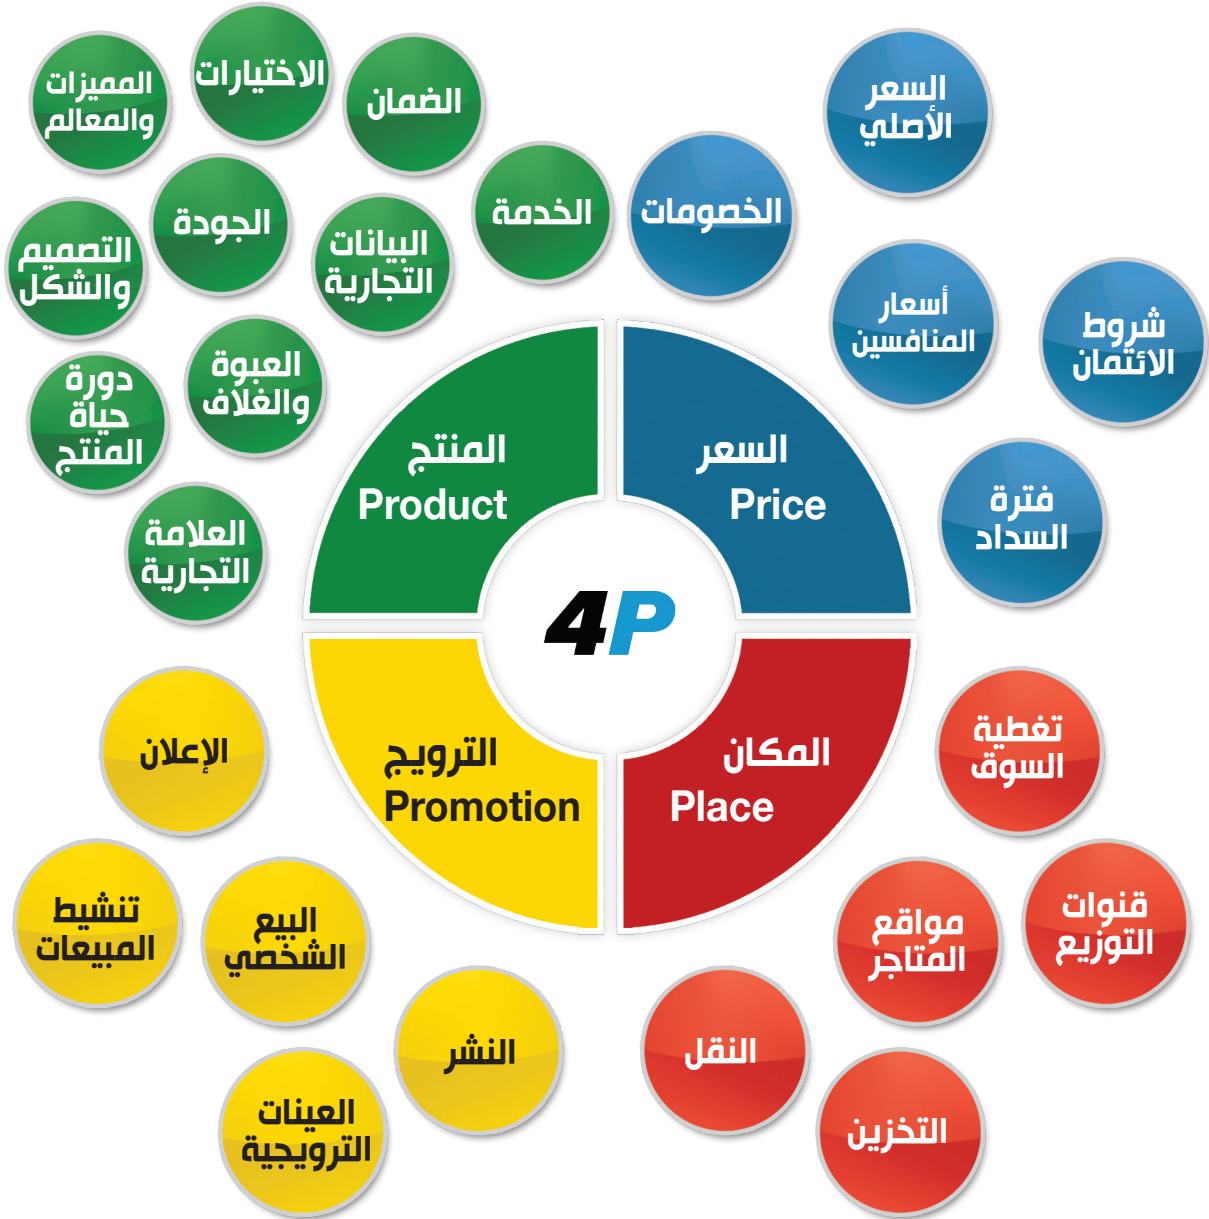 المميزات
والمعالم
الاختيارات
الضمان
السعر
الأصلي
التصميم
والشكل
الجودة
البيانات
التجارية
الخدمة
الخصومات
أسعار
المنافسين
شروط
الائتمان
دورة
حياة
المنتج
العبوة
والغلاف
العلامة
التجارية
فترة
السداد
المنتج
Product
السعر
Price
4P
الترويج
Promotion
المكان
Place
الإعلان
تغطية
السوق
تنشيط
المبيعات
البيع
الشخصي
مواقع
المتاجر
قنوات
التوزيع
النشر
النقل
العينات
الترويجية
التخزين